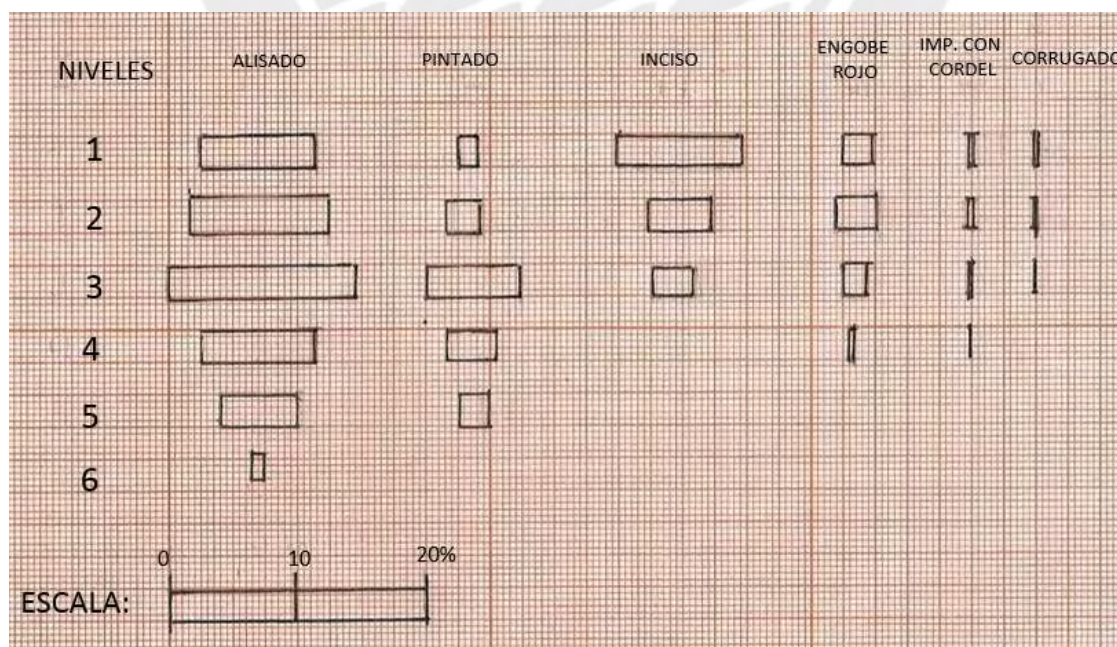 NIVELES ALISADO PINTADO INCISO ENGOBE ROJO IMP. CON CORDEL CORRUGADO
1
2
3
4
5
6
0 10 20%
ESCALA: